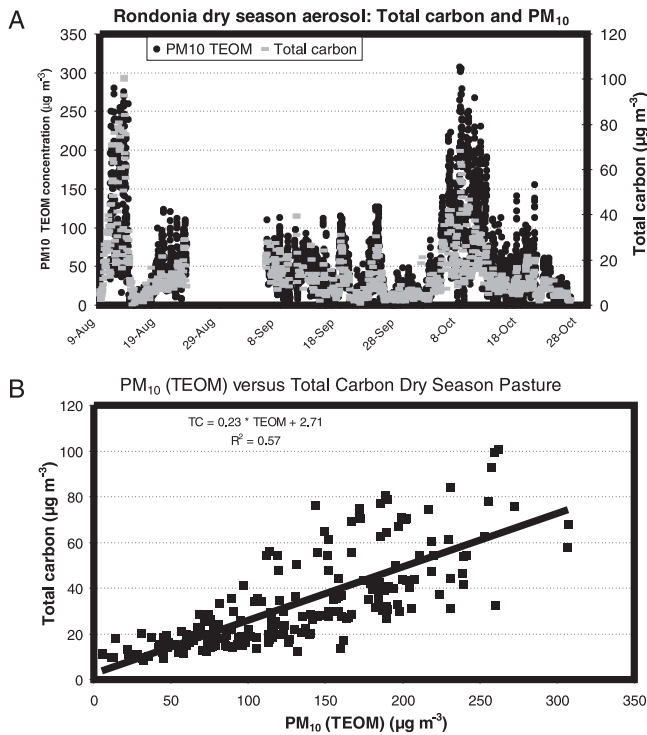 A
Rondonia dry season aerosol: Total carbon and PM10
PM10 TEOM Total carbon
350
300
250
200
150
100
50
0
PM10 TEOM concentration (µg m-3)
120
100
80
60
40
20
0
Total carbon (µg m-3)
9-Aug 19-Aug 29-Aug 8-Sep 18-Sep 28-Sep 8-Oct 18-Oct 28-Oct
B
PM10 (TEOM) versus Total Carbon Dry Season Pasture
TC = 0.23 * TEOM + 2.71
R2 = 0.57
120
100
80
60
40
20
0
Total carbon (µg m-3)
0 50 100 150 200 250 300 350
PM10 (TEOM) (µg m-3)